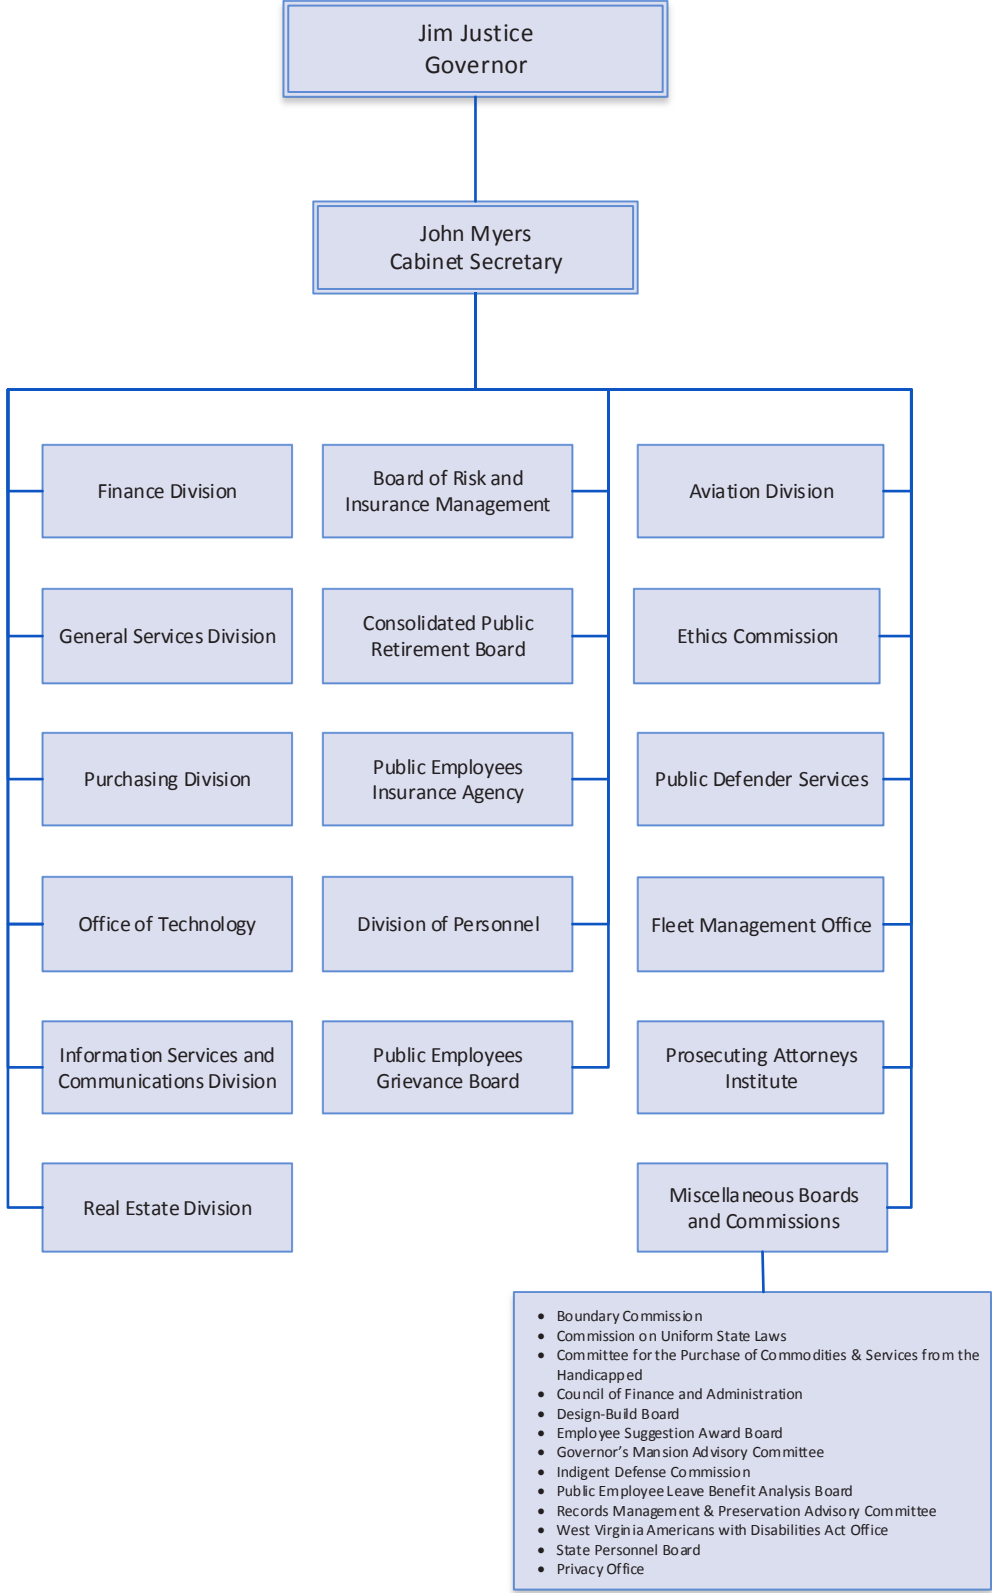 Jim Justice
Governor
John Myers
Cabinet Secretary
Finance Division
General Services Division
Purchasing Division
Office of Technology
Information Services and
Communications Division
Real Estate Division
Board of Risk and
Insurance Management
Consolidated Public
Retirement Board
Public Employees
Insurance Agency
Division of Personnel
Public Employees
Grievance Board
Aviation Division
Ethics Commission
Public Defender Services
Fleet Management Office
Prosecuting Attorneys
Institute
Miscellaneous Boards
and Commissions
• Boundary Commission
• Commission on Uniform State Laws
• Committee for the Purchase of Commodities & Services from the
Handicapped
• Council of Finance and Administration
• Design-Build Board
• Employee Suggestion Award Board
• Governor’s Mansion Advisory Committee
• Indigent Defense Commission
• Public Employee Leave Benefit Analysis Board
• Records Management & Preservation Advisory Committee
• West Virginia Americans with Disabilities Act Office
• State Personnel Board
• Privacy Office